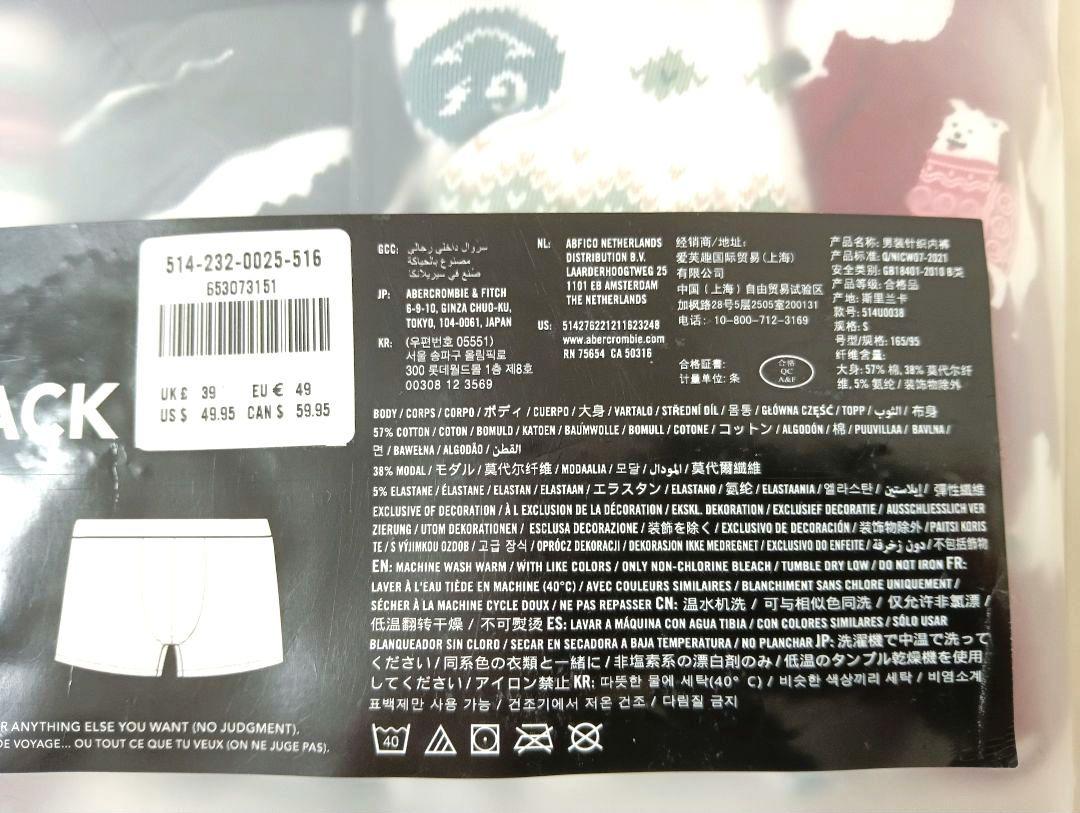 514-232-0025-516
653073151
UK £ 39 EU € 49
US $ 49.95 CAN $ 59.95
ACK
GCC: سروال داخلي رجالي
مصنوع بالحياكة
صنع في سيريلانكا
JP: ABERCROMBIE & FITCH
6-9-10, GINZA CHUO-KU,
TOKYO, 104-0061, JAPAN
KR: (우편번호 05551)
서울 송파구 올림픽로
300 롯데월드몰 1층 제8호
00308 12 3569
NL: ABFICO NETHERLANDS
DISTRIBUTION B.V.
LAARDERHOOGTWEG 25
1101 EB AMSTERDAM
THE NETHERLANDS
US: 514276221211623248
www.abercrombie.com
RN 75654 CA 50316
经销商/地址:
爱芙趣国际贸易(上海)
有限公司
中国(上海)自由贸易试验区
加枫路28号5层2505室200131
电话: 10-800-712-3169
合格証書:
计量单位: 条
合格
QC
A&F
产品名称: 男装针织内裤
产品标准: Q/NICW07-2021
安全类别: GB18401-2010 B类
产品等级: 合格品
产地: 斯里兰卡
款号: 514U0038
规格: S
号型/规格: 165/95
纤维含量:
大身: 57% 棉, 38% 莫代尔纤
维, 5% 氨纶 / 装饰物除外
BODY / CORPS / CORPO / ボディ / CUERPO / 大身 / VARTALO / STŘEDNÍ DÍL / 몸통 / GŁÓWNA CZĘŚĆ / TOPP / الثوب / 布身
57% COTTON / COTON / BOMULD / KATOEN / BAUMWOLLE / BOMULL / COTONE / コットン / ALGODÓN / 棉 / PUUVILLAA / BAVLNA /
면 / BAWEŁNA / ALGODÃO / القطن
38% MODAL / モダル / 莫代尔纤维 / MODAALIA / 모달 / المودال / 莫代爾纖維
5% ELASTANE / ÉLASTANE / ELASTAN / ELASTAAN / エラスタン / ELASTANO / 氨纶 / ELASTAANIA / 엘라스탄 / إيلاستين / 彈性纖維
EXCLUSIVE OF DECORATION / À L EXCLUSION DE LA DÉCORATION / EKSKL. DEKORATION / EXCLUSIEF DECORATIE / AUSSCHLIESSLICH VER
ZIERUNG / UTOM DEKORATIONEN / ESCLUSA DECORAZIONE / 装飾を除く / EXCLUSIVO DE DECORACIÓN / 装饰物除外 / PAITSI KORIS
TE / S VÝJIMKOU OZDOB / 고급 장식 / OPRÓCZ DEKORACJI / DEKORASJON IKKE MEDREGNET / EXCLUSIVO DO ENFEITE / دون زخرفة / 不包括飾物
EN: MACHINE WASH WARM / WITH LIKE COLORS / ONLY NON-CHLORINE BLEACH / TUMBLE DRY LOW / DO NOT IRON FR:
LAVER À L'EAU TIÈDE EN MACHINE (40°C) / AVEC COULEURS SIMILAIRES / BLANCHIMENT SANS CHLORE UNIQUEMENT /
SÉCHER À LA MACHINE CYCLE DOUX / NE PAS REPASSER CN: 温水机洗 / 可与相似色同洗 / 仅允许非氯漂 /
低温翻转干燥 / 不可熨烫 ES: LAVAR A MÁQUINA CON AGUA TIBIA / CON COLORES SIMILARES / SÓLO USAR
BLANQUEADOR SIN CLORO / SECAR EN SECADORA A BAJA TEMPERATURA / NO PLANCHAR JP: 洗濯機で中温で洗って
ください / 同系色の衣類と一緒に / 非塩素系の漂白剤のみ / 低温のタンブル乾燥機を使用
してください / アイロン禁止 KR: 따뜻한 물에 세탁(40° C) / 비슷한 색상끼리 세탁 / 비염소계
표백제만 사용 가능 / 건조기에서 저온 건조 / 다림질 금지
40
R ANYTHING ELSE YOU WANT (NO JUDGMENT).
DE VOYAGE... OU TOUT CE QUE TU VEUX (ON NE JUGE PAS).